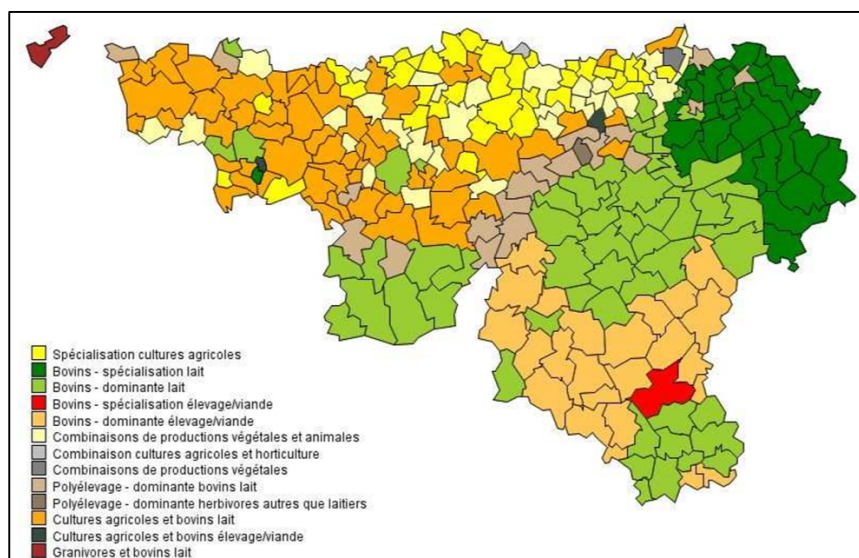 Spécialisation cultures agricoles
Bovins - spécialisation lait
Bovins - dominante lait
Bovins - spécialisation élevage/viande
Bovins - dominante élevage/viande
Combinaisons de productions végétales et animales
Combinaison cultures agricoles et horticulture
Combinaisons de productions végétales
Polyélevage - dominante bovins lait
Polyélevage - dominante herbivores autres que laitiers
Cultures agricoles et bovins lait
Cultures agricoles et bovins élevage/viande
Granivores et bovins lait